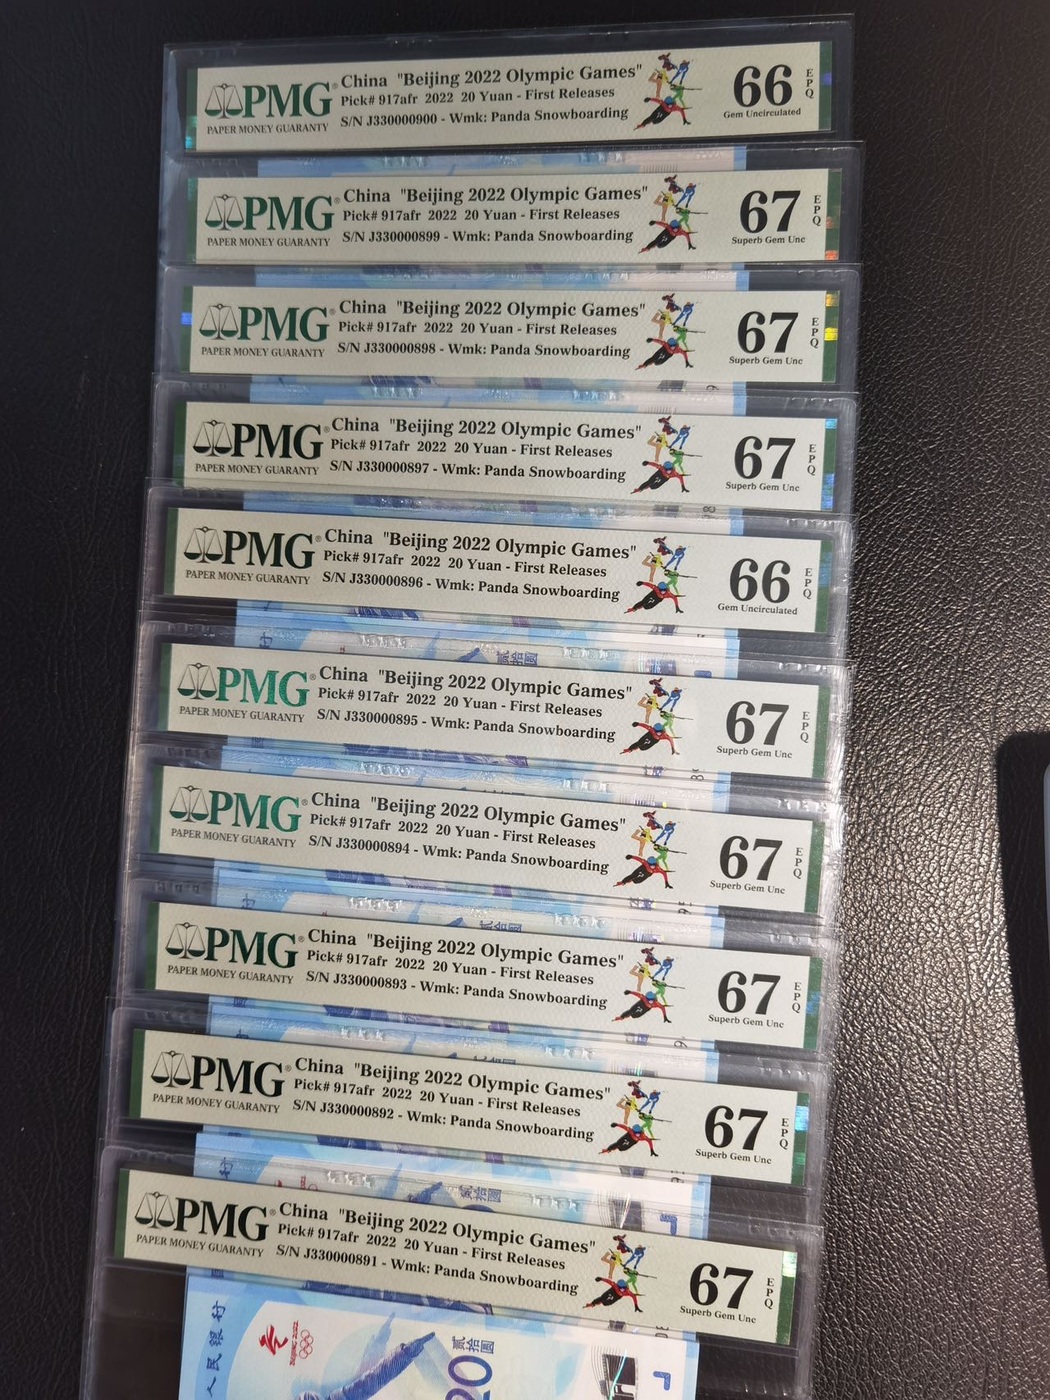 PMG® China "Beijing 2022 Olympic Games" 66 EPQ
Pick# 917afr 2022 20 Yuan - First Releases
PAPER MONEY GUARANTY S/N J330000900 - Wmk: Panda Snowboarding Gem Uncirculated
PMG® China "Beijing 2022 Olympic Games" 67 EPQ
Pick# 917afr 2022 20 Yuan - First Releases
PAPER MONEY GUARANTY S/N J330000899 - Wmk: Panda Snowboarding Superb Gem Unc
PMG® China "Beijing 2022 Olympic Games" 67 EPQ
Pick# 917afr 2022 20 Yuan - First Releases
PAPER MONEY GUARANTY S/N J330000898 - Wmk: Panda Snowboarding Superb Gem Unc
PMG® China "Beijing 2022 Olympic Games" 67 EPQ
Pick# 917afr 2022 20 Yuan - First Releases
PAPER MONEY GUARANTY S/N J330000897 - Wmk: Panda Snowboarding Superb Gem Unc
PMG® China "Beijing 2022 Olympic Games" 66 EPQ
Pick# 917afr 2022 20 Yuan - First Releases
PAPER MONEY GUARANTY S/N J330000896 - Wmk: Panda Snowboarding Gem Uncirculated
贰拾圆
PMG® China "Beijing 2022 Olympic Games" 67 EPQ
Pick# 917afr 2022 20 Yuan - First Releases
PAPER MONEY GUARANTY S/N J330000895 - Wmk: Panda Snowboarding Superb Gem Unc
PMG® China "Beijing 2022 Olympic Games" 67 EPQ
Pick# 917afr 2022 20 Yuan - First Releases
PAPER MONEY GUARANTY S/N J330000894 - Wmk: Panda Snowboarding Superb Gem Unc
PMG® China "Beijing 2022 Olympic Games" 67 EPQ
Pick# 917afr 2022 20 Yuan - First Releases
PAPER MONEY GUARANTY S/N J330000893 - Wmk: Panda Snowboarding Superb Gem Unc
PMG® China "Beijing 2022 Olympic Games" 67 EPQ
Pick# 917afr 2022 20 Yuan - First Releases
PAPER MONEY GUARANTY S/N J330000892 - Wmk: Panda Snowboarding Superb Gem Unc
贰拾圆
PMG® China "Beijing 2022 Olympic Games" 67 EPQ
Pick# 917afr 2022 20 Yuan - First Releases
PAPER MONEY GUARANTY S/N J330000891 - Wmk: Panda Snowboarding Superb Gem Unc
人民银行
贰拾圆
20